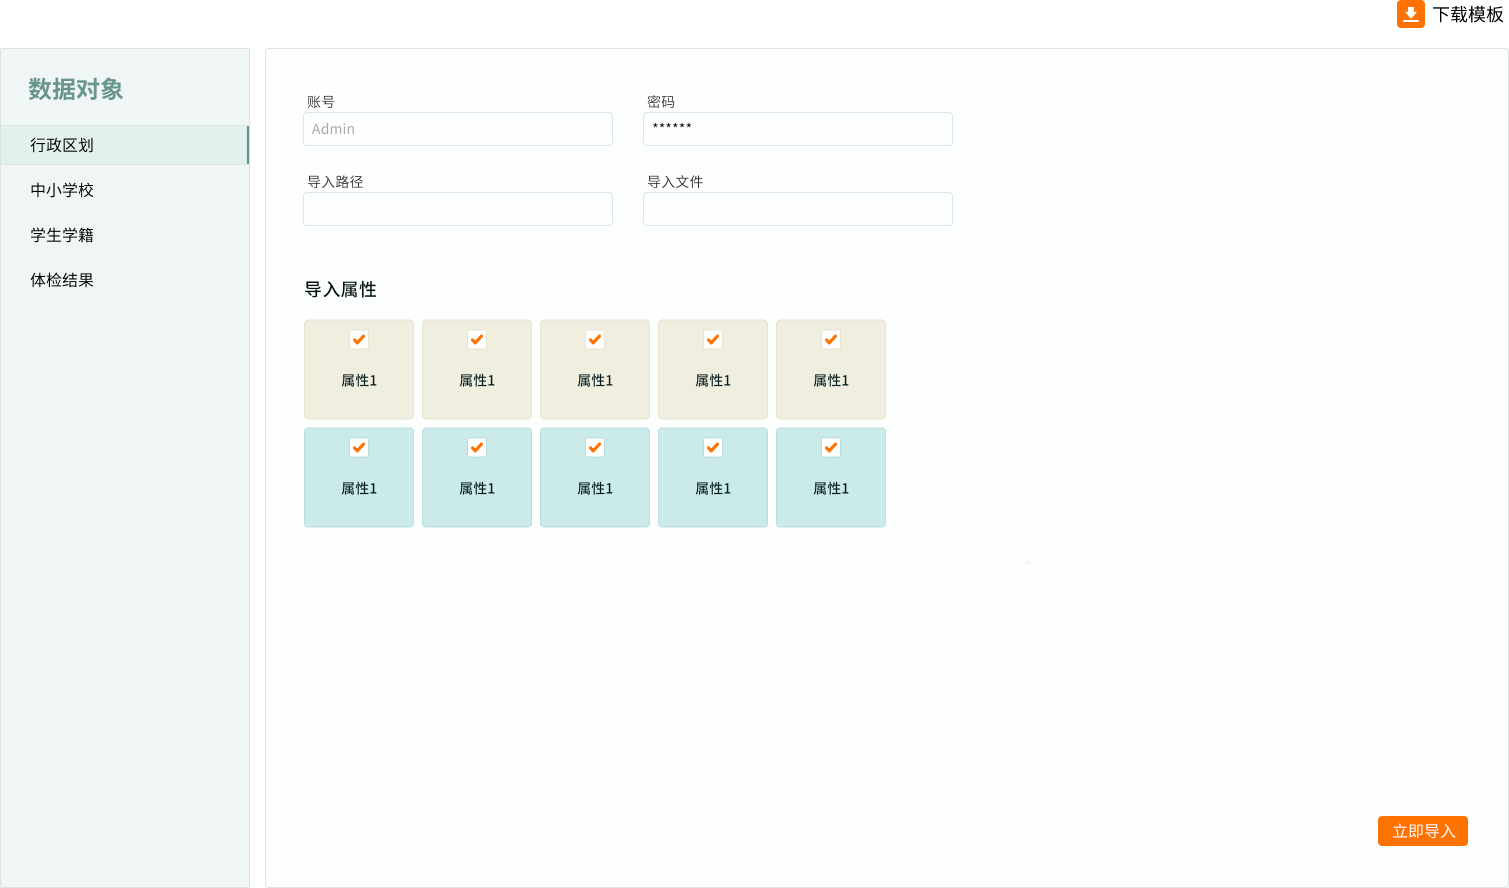 下载模板
数据对象
行政区划
中小学校
学生学籍
体检结果
账号
密码
Admin
******
导入路径
导入文件
导入属性
属性1 属性1 属性1 属性1 属性1
属性1 属性1 属性1 属性1 属性1
立即导入